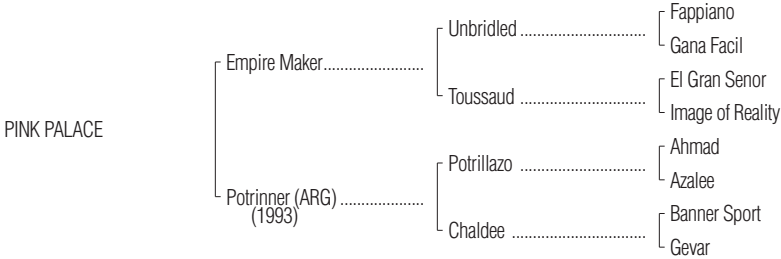 Fappiano
Unbridled ..............................
Gana Facil
Empire Maker........................
El Gran Senor
Toussaud ..............................
Image of Reality
PINK PALACE
Ahmad
Potrillazo ..............................
Azalee
Potrinner (ARG) ....................
(1993)
Banner Sport
Chaldee ................................
Gevar